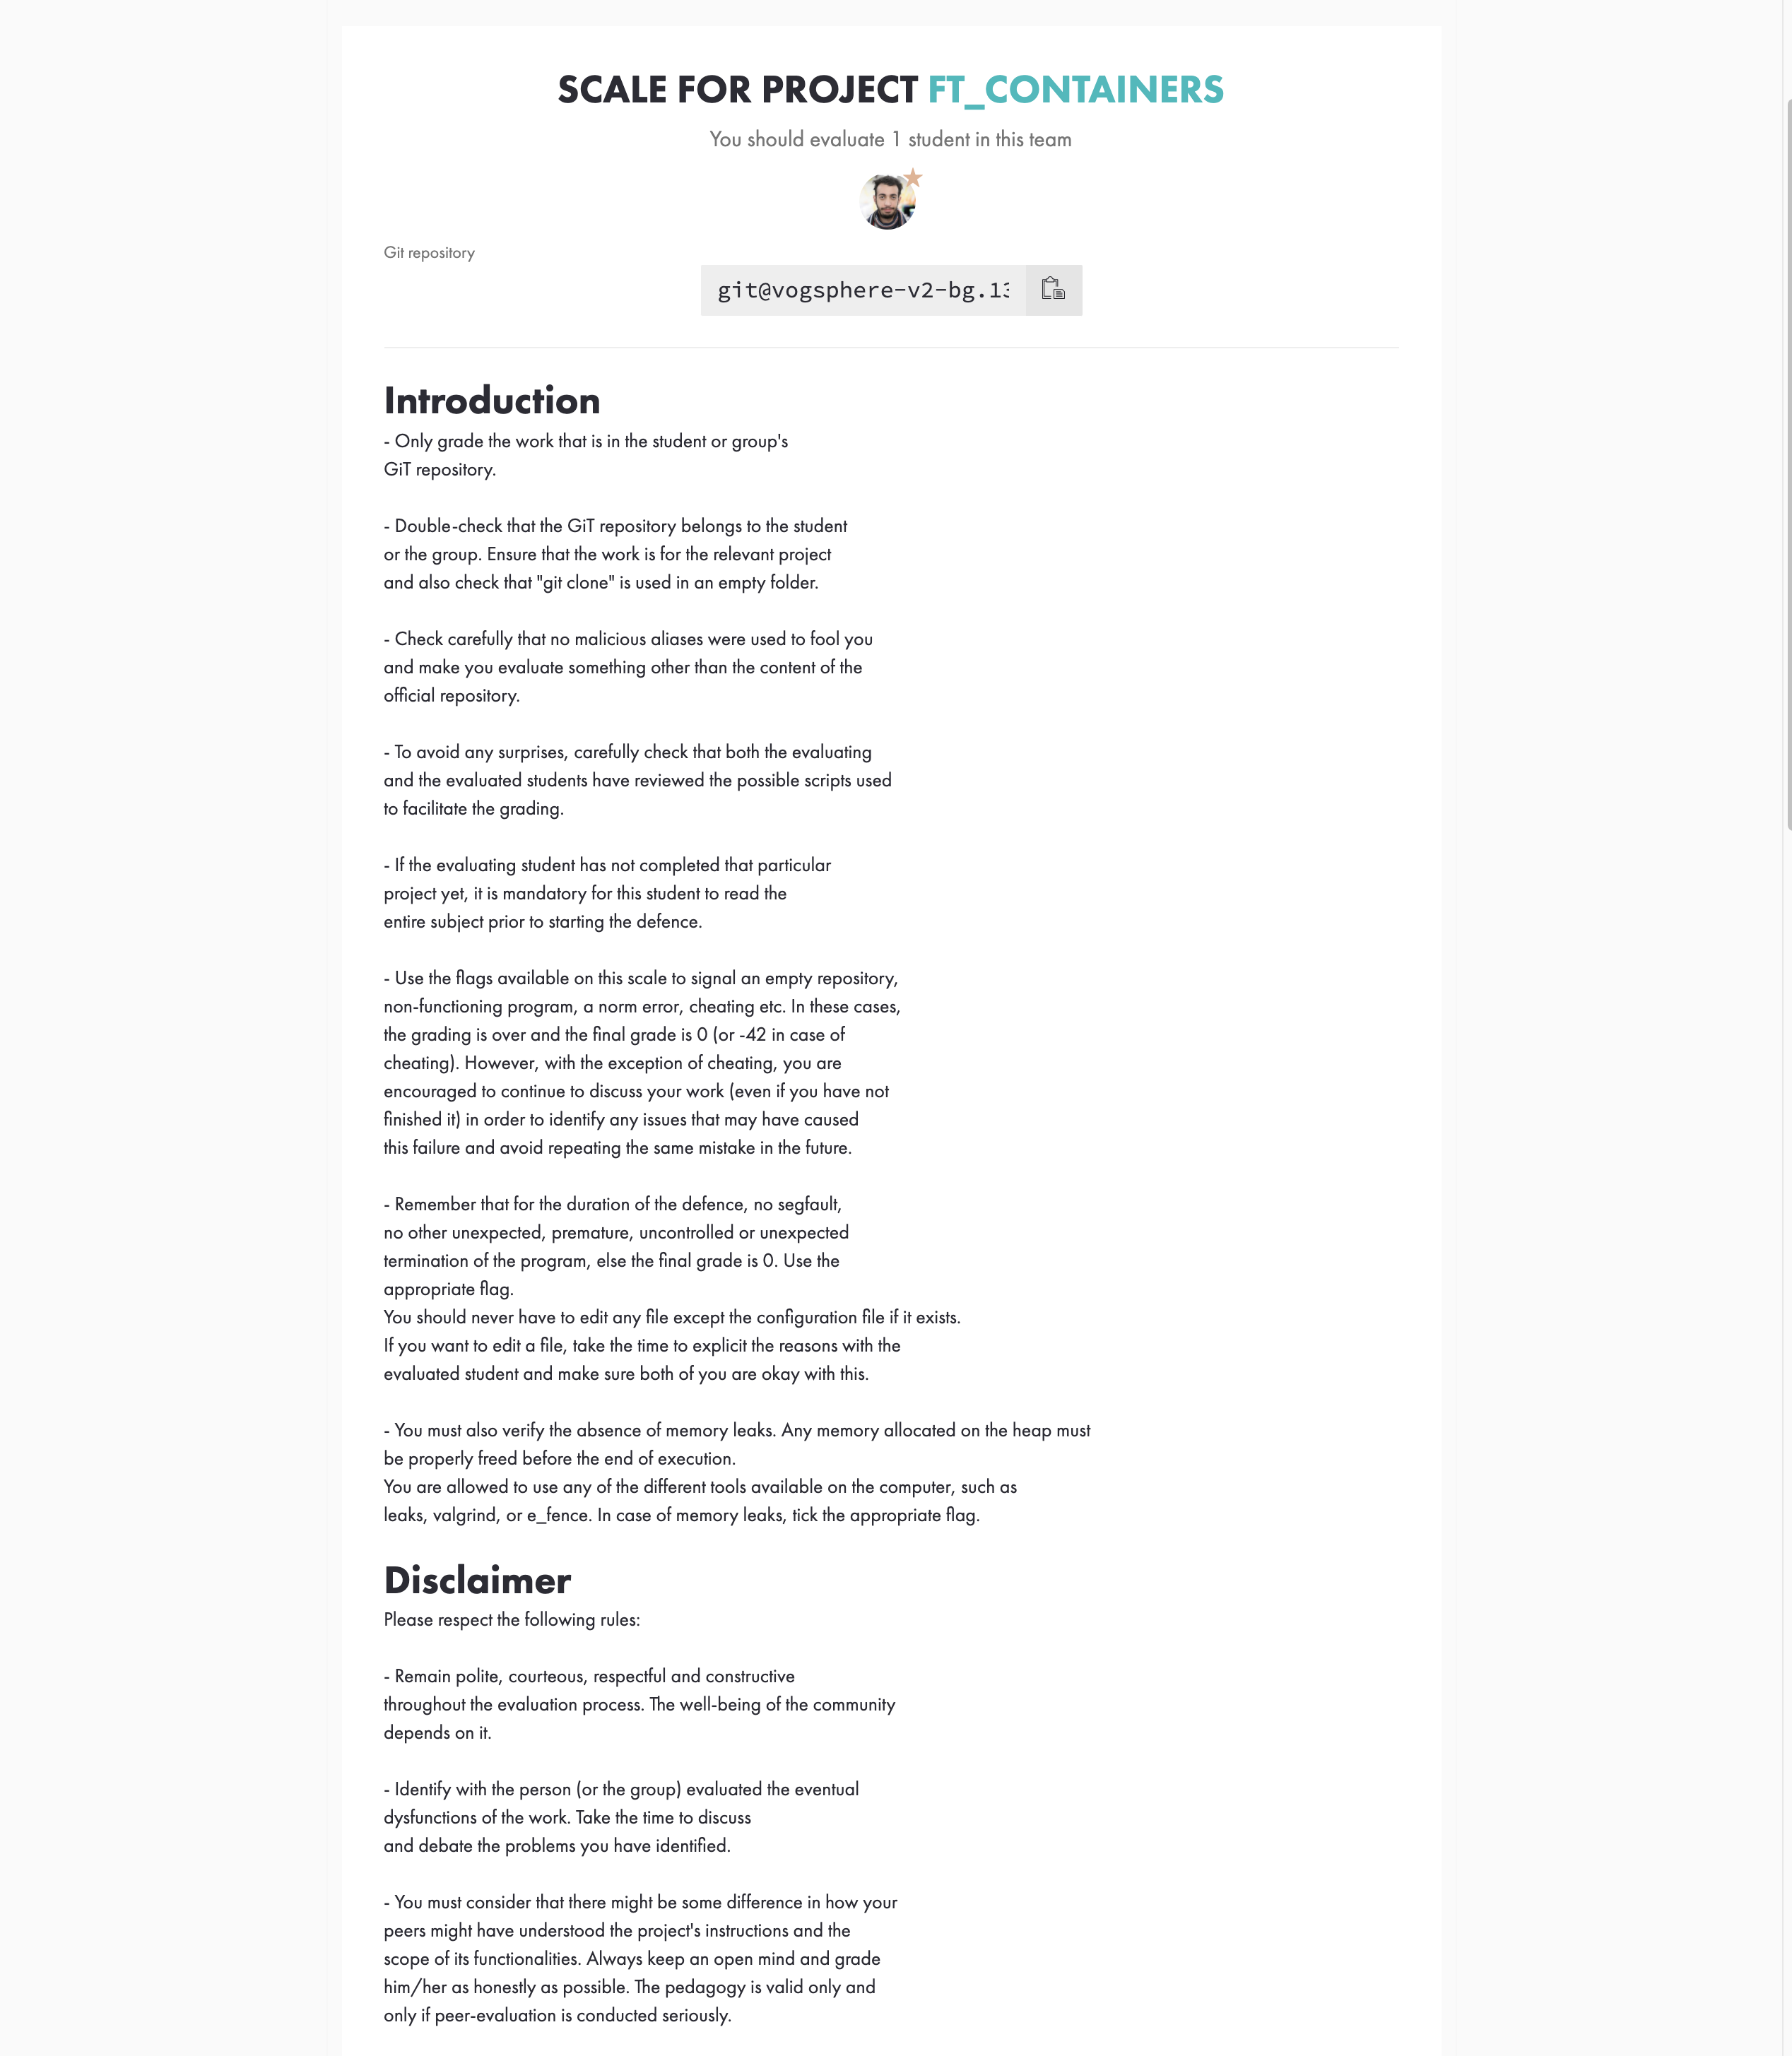 SCALE FOR PROJECT FT_CONTAINERS
You should evaluate 1 student in this team
Git repository
git@vogsphere-v2-bg.13
Introduction
- Only grade the work that is in the student or group's
GiT repository.
- Double-check that the GiT repository belongs to the student
or the group. Ensure that the work is for the relevant project
and also check that "git clone" is used in an empty folder.
- Check carefully that no malicious aliases were used to fool you
and make you evaluate something other than the content of the
official repository.
- To avoid any surprises, carefully check that both the evaluating
and the evaluated students have reviewed the possible scripts used
to facilitate the grading.
- If the evaluating student has not completed that particular
project yet, it is mandatory for this student to read the
entire subject prior to starting the defence.
- Use the flags available on this scale to signal an empty repository,
non-functioning program, a norm error, cheating etc. In these cases,
the grading is over and the final grade is 0 (or -42 in case of
cheating). However, with the exception of cheating, you are
encouraged to continue to discuss your work (even if you have not
finished it) in order to identify any issues that may have caused
this failure and avoid repeating the same mistake in the future.
- Remember that for the duration of the defence, no segfault,
no other unexpected, premature, uncontrolled or unexpected
termination of the program, else the final grade is 0. Use the
appropriate flag.
You should never have to edit any file except the configuration file if it exists.
If you want to edit a file, take the time to explicit the reasons with the
evaluated student and make sure both of you are okay with this.
- You must also verify the absence of memory leaks. Any memory allocated on the heap must
be properly freed before the end of execution.
You are allowed to use any of the different tools available on the computer, such as
leaks, valgrind, or e_fence. In case of memory leaks, tick the appropriate flag.
Disclaimer
Please respect the following rules:
- Remain polite, courteous, respectful and constructive
throughout the evaluation process. The well-being of the community
depends on it.
- Identify with the person (or the group) evaluated the eventual
dysfunctions of the work. Take the time to discuss
and debate the problems you have identified.
- You must consider that there might be some difference in how your
peers might have understood the project's instructions and the
scope of its functionalities. Always keep an open mind and grade
him/her as honestly as possible. The pedagogy is valid only and
only if peer-evaluation is conducted seriously.